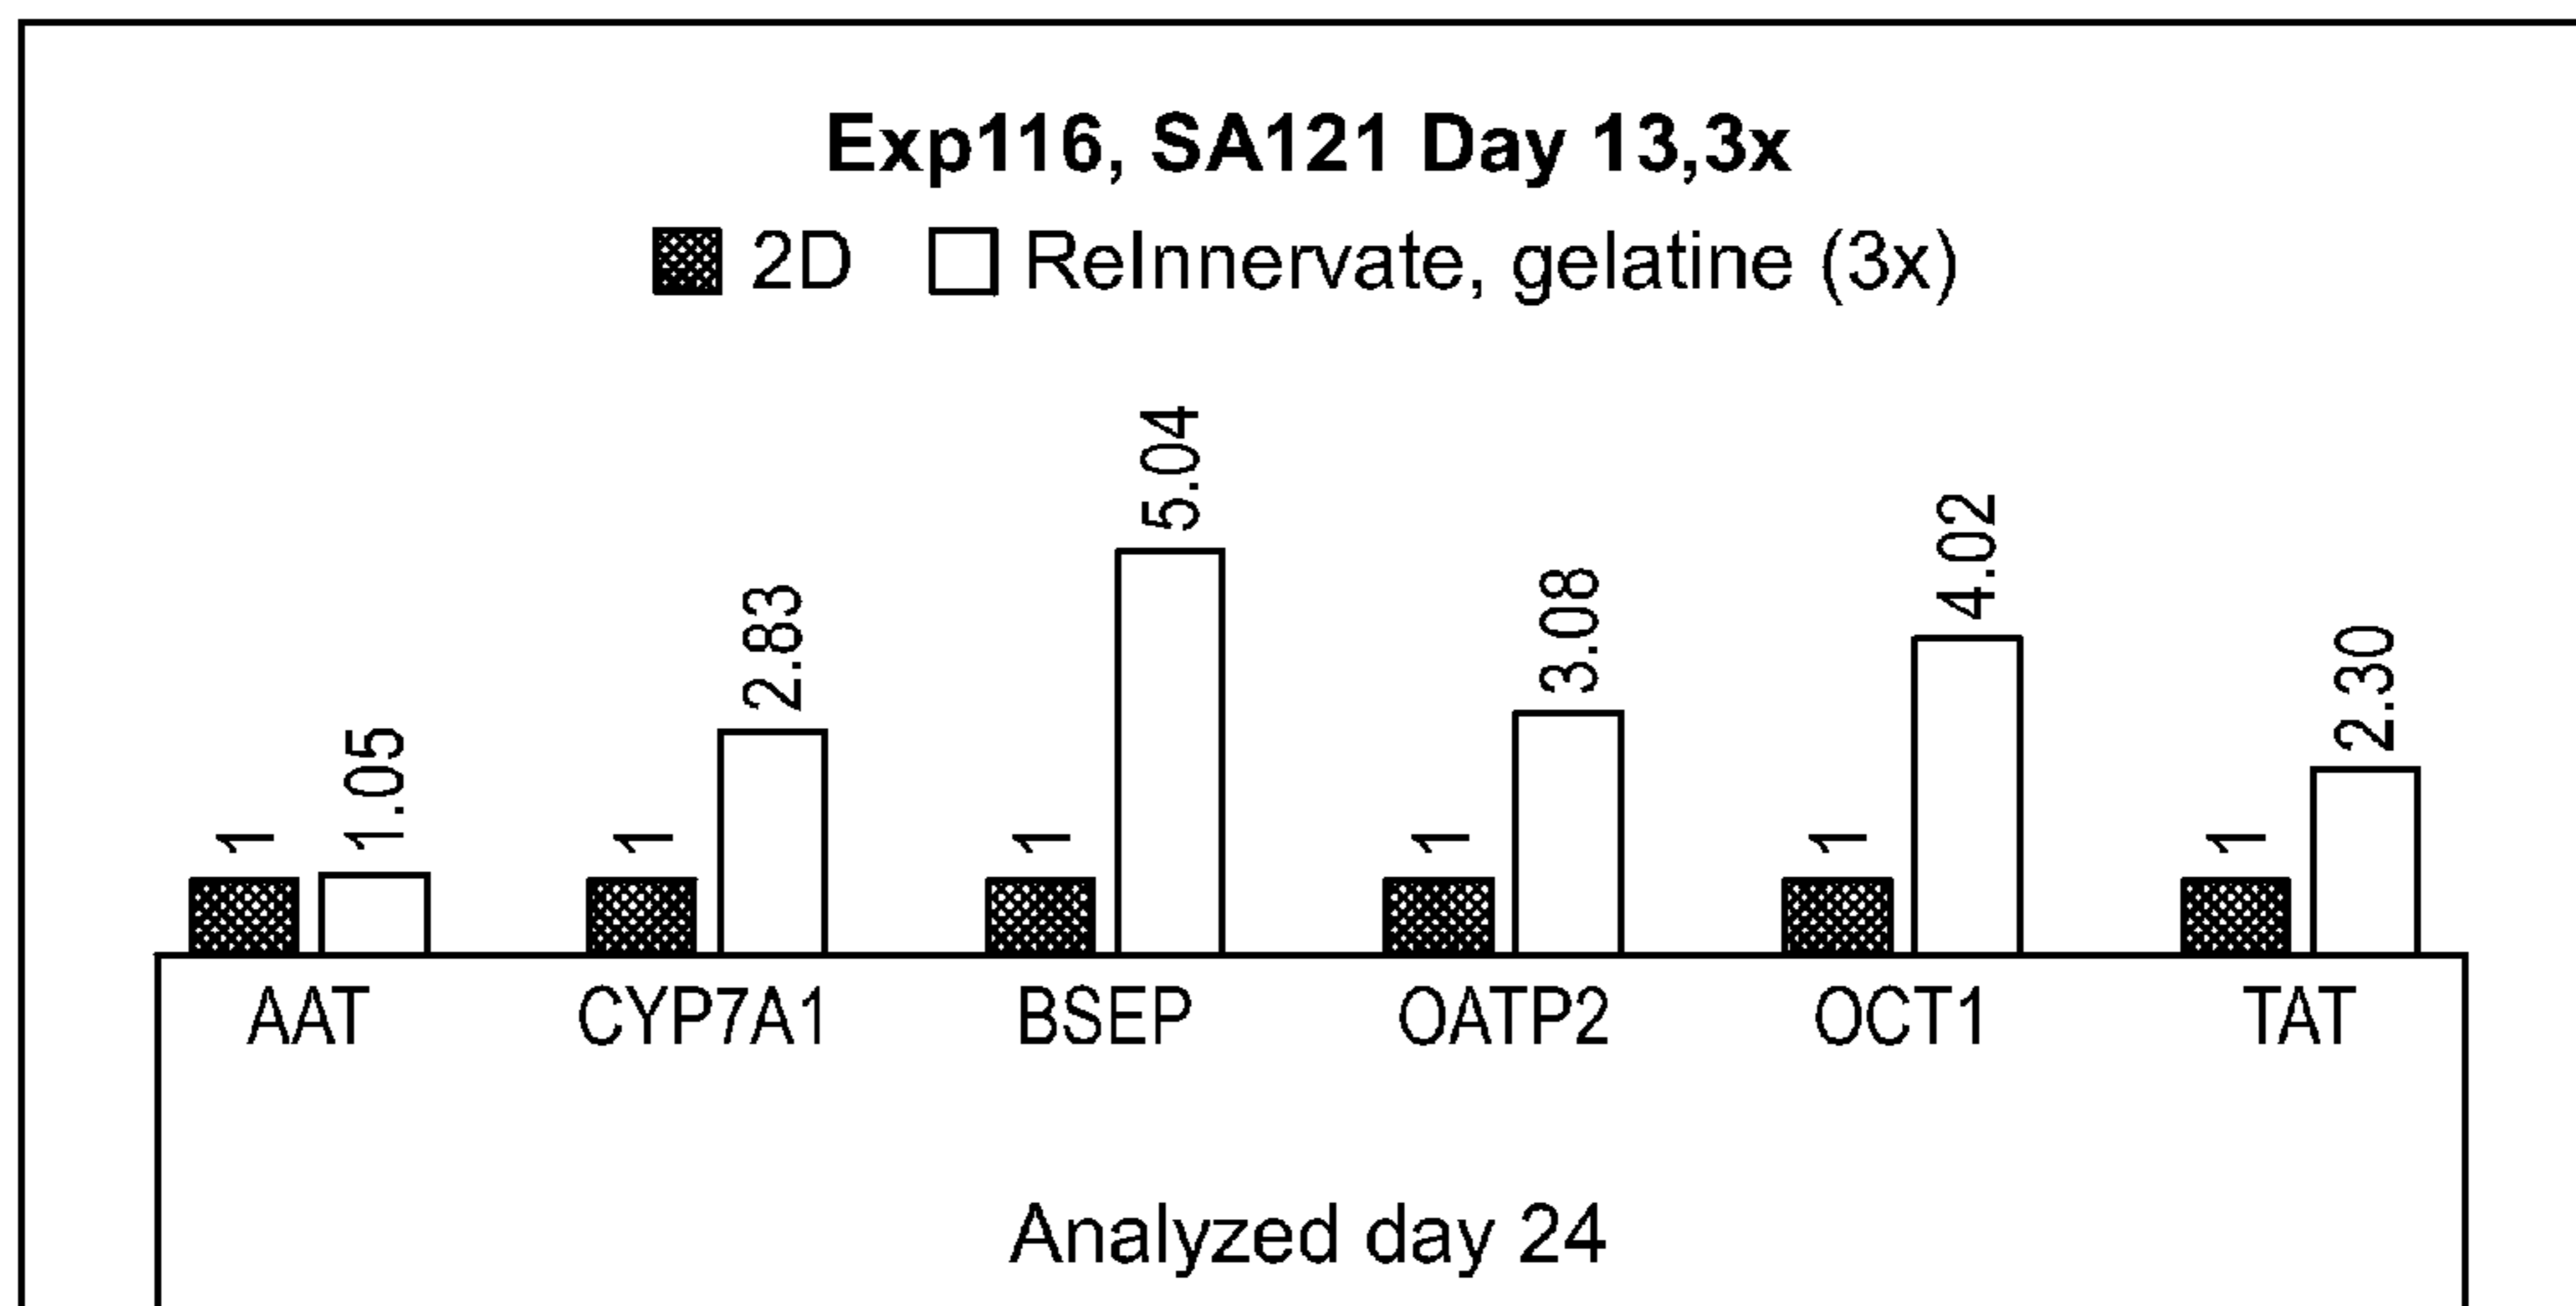 Exp116, SA121 Day 13,3x
2D ReInnervate, gelatine (3x)
1 1.05 1 2.83 1 5.04 1 3.08 1 4.02 1 2.30
AAT CYP7A1 BSEP OATP2 OCT1 TAT
Analyzed day 24